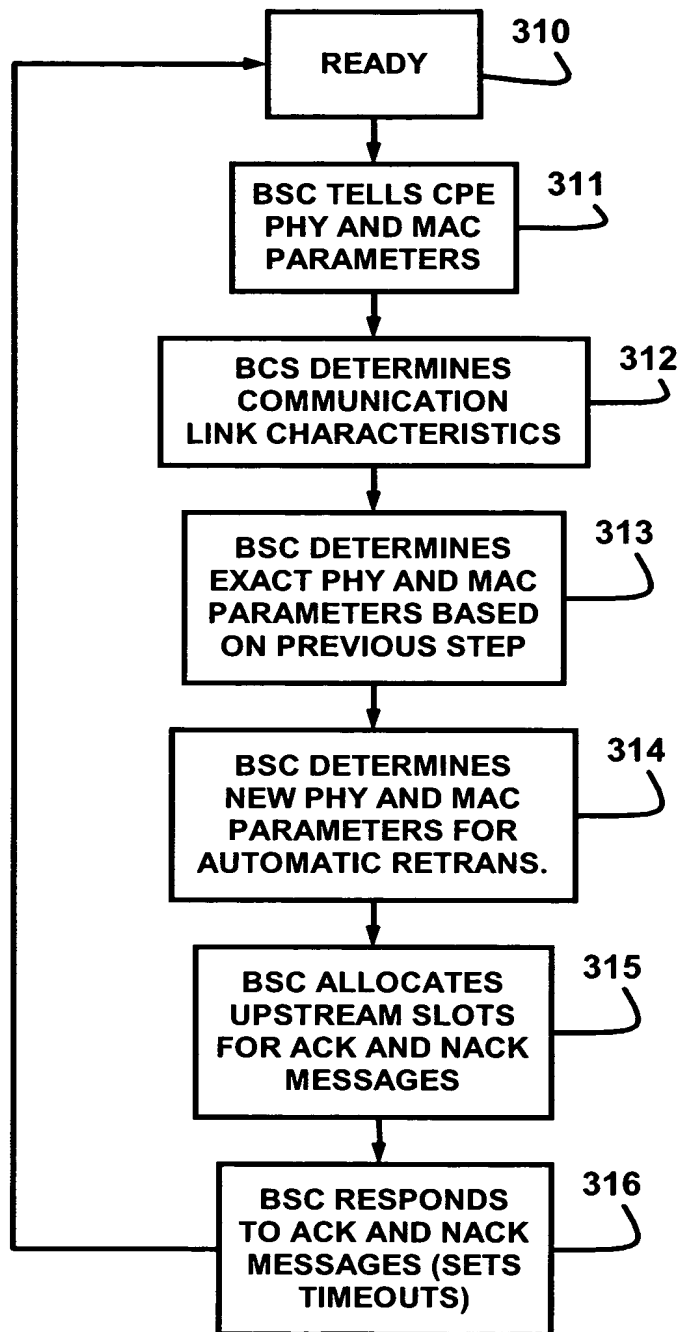 READY
310
BSC TELLS CPE
PHY AND MAC
PARAMETERS
311
BCS DETERMINES
COMMUNICATION
LINK CHARACTERISTICS
312
BSC DETERMINES
EXACT PHY AND MAC
PARAMETERS BASED
ON PREVIOUS STEP
313
BSC DETERMINES
NEW PHY AND MAC
PARAMETERS FOR
AUTOMATIC RETRANS.
314
BSC ALLOCATES
UPSTREAM SLOTS
FOR ACK AND NACK
MESSAGES
315
BSC RESPONDS
TO ACK AND NACK
MESSAGES (SETS
TIMEOUTS)
316